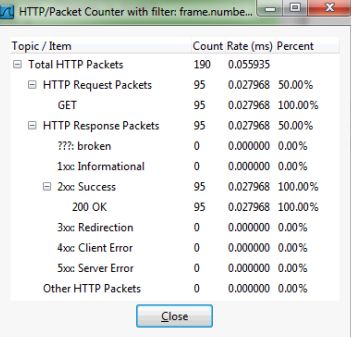 HTTP/Packet Counter with filter: frame.numbe...
Topic / Item Count Rate (ms) Percent
Total HTTP Packets 190 0.055935
HTTP Request Packets 95 0.027968 50.00%
GET 95 0.027968 100.00%
HTTP Response Packets 95 0.027968 50.00%
???: broken 0 0.000000 0.00%
1xx: Informational 0 0.000000 0.00%
2xx: Success 95 0.027968 100.00%
200 OK 95 0.027968 100.00%
3xx: Redirection 0 0.000000 0.00%
4xx: Client Error 0 0.000000 0.00%
5xx: Server Error 0 0.000000 0.00%
Other HTTP Packets 0 0.000000 0.00%
Close